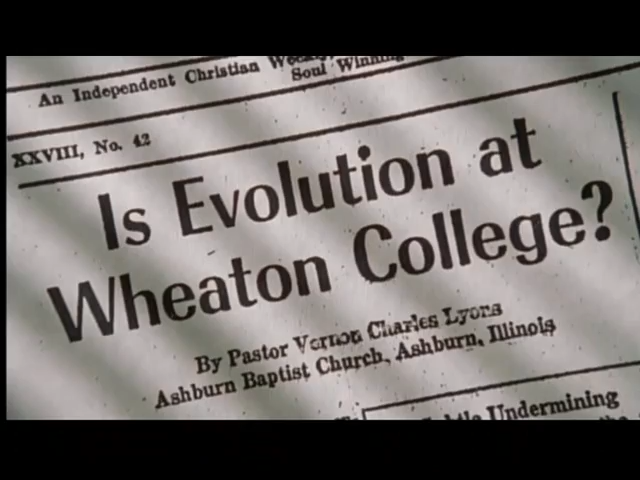 An Independent Christian
Soul Winning
XXVIII, No. 42
Is Evolution at
Wheaton College?
By Pastor Vernon Charles Lyons
Ashburn Baptist Church, Ashburn, Illinois
Undermining